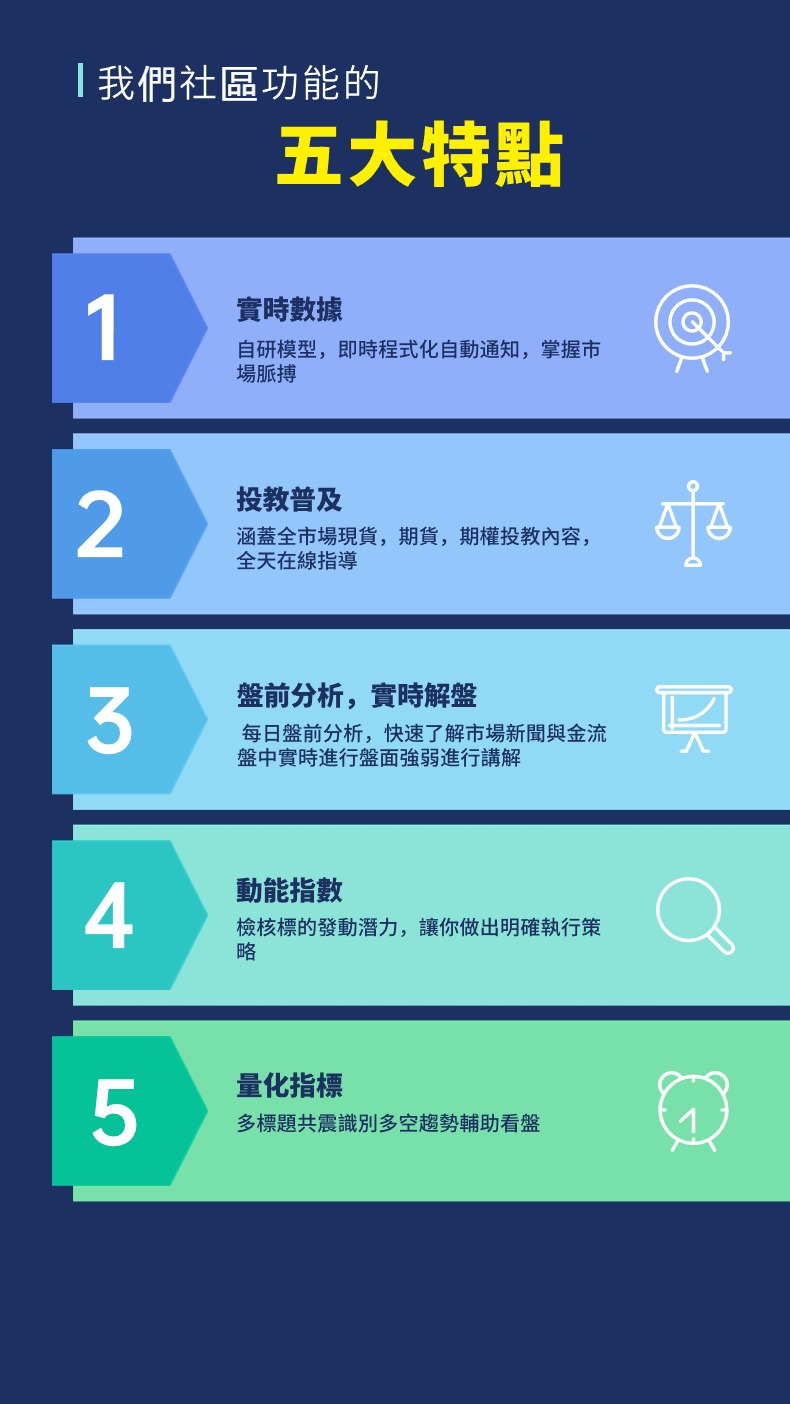 我們社區功能的
五大特點
1
實時數據
自研模型，即時程式化自動通知，掌握市
場脈搏
2
投教普及
涵蓋全市場現貨，期貨，期權投教內容，
全天在線指導
3
盤前分析，實時解盤
每日盤前分析，快速了解市場新聞與金流
盤中實時進行盤面強弱進行講解
4
動能指數
檢核標的發動潛力，讓你做出明確執行策
略
5
量化指標
多標題共震識別多空趨勢輔助看盤